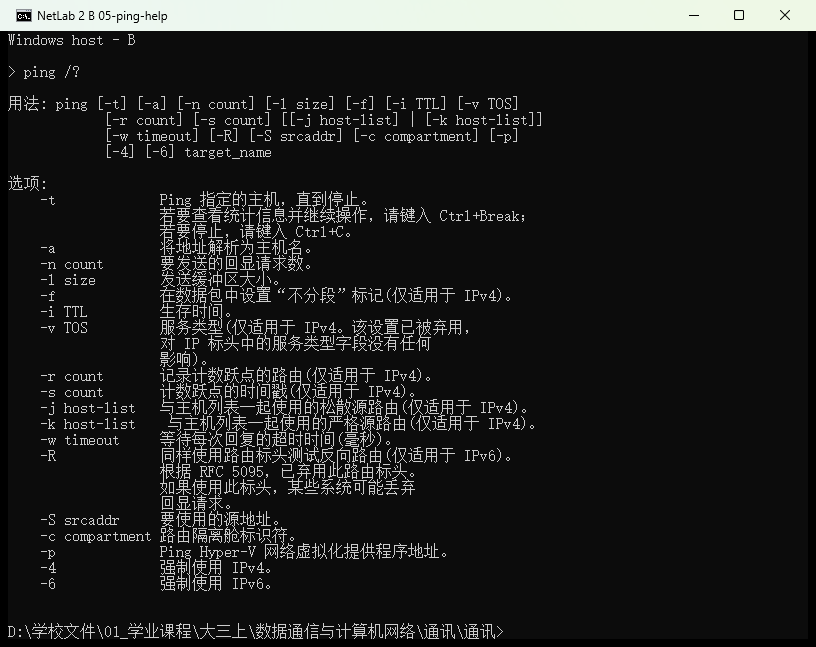 NetLab 2 B 05-ping-help
Windows host - B
> ping /?
用法: ping [-t] [-a] [-n count] [-l size] [-f] [-i TTL] [-v TOS]
[-r count] [-s count] [[-j host-list] | [-k host-list]]
[-w timeout] [-R] [-S srcaddr] [-c compartment] [-p]
[-4] [-6] target_name
选项:
-t Ping 指定的主机，直到停止。
若要查看统计信息并继续操作，请键入 Ctrl+Break;
若要停止，请键入 Ctrl+C。
-a 将地址解析为主机名。
-n count 要发送的回显请求数。
-l size 发送缓冲区大小。
-f 在数据包中设置“不分段”标记(仅适用于 IPv4)。
-i TTL 生存时间。
-v TOS 服务类型(仅适用于 IPv4。该设置已被弃用，
对 IP 标头中的服务类型字段没有任何
影响)。
-r count 记录计数跃点的路由(仅适用于 IPv4)。
-s count 计数跃点的时间戳(仅适用于 IPv4)。
-j host-list 与主机列表一起使用的松散源路由(仅适用于 IPv4)。
-k host-list 与主机列表一起使用的严格源路由(仅适用于 IPv4)。
-w timeout 等待每次回复的超时时间(毫秒)。
-R 同样使用路由标头测试反向路由(仅适用于 IPv6)。
根据 RFC 5095，已弃用此路由标头。
如果使用此标头，某些系统可能丢弃
回显请求。
-S srcaddr 要使用的源地址。
-c compartment 路由隔离舱标识符。
-p Ping Hyper-V 网络虚拟化提供程序地址。
-4 强制使用 IPv4。
-6 强制使用 IPv6。
D:\学校文件\01_学业课程\大三上\数据通信与计算机网络\通讯\通讯>